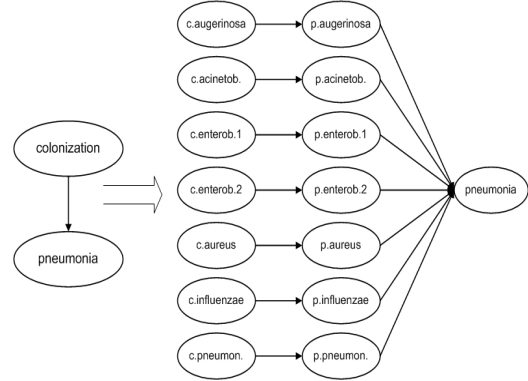 c.augerinosa p.augerinosa
c.acinetob. p.acinetob.
c.enterob.1 p.enterob.1
colonization
c.enterob.2 p.enterob.2 pneumonia
c.aureus p.aureus
pneumonia
c.influenzae p.influenzae
c.pneumon. p.pneumon.